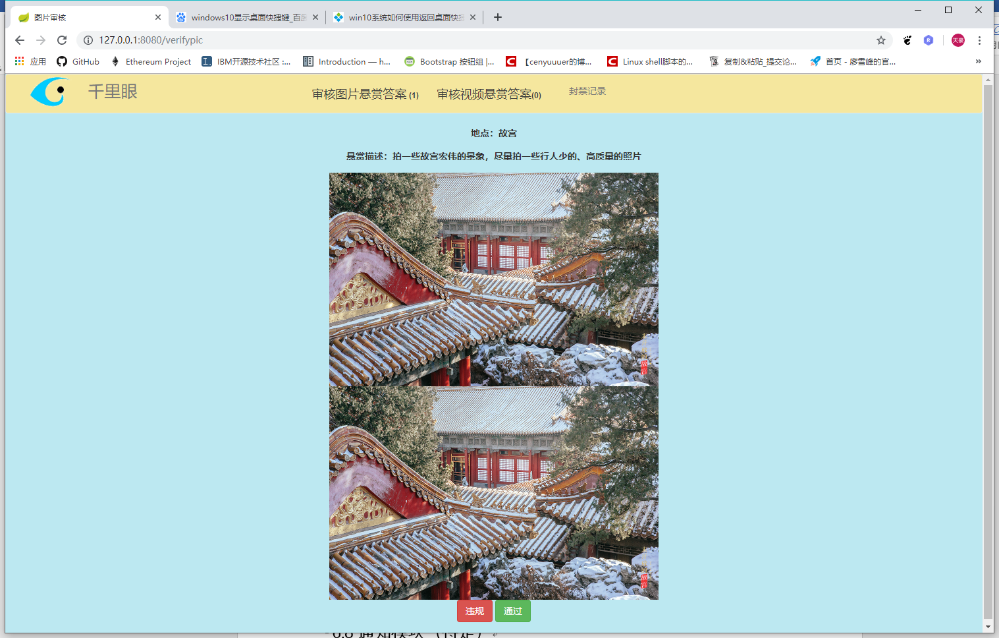 图片审核
windows10显示桌面快捷键_百度
win10系统如何使用返回桌面快捷
127.0.0.1:8080/verifypic
天豪
应用
GitHub
Ethereum Project
IBM开源技术社区 :...
Introduction — h...
Bootstrap 按钮组 |...
【cenyuuuer的博...
Linux shell脚本的...
复制&粘贴_提交论...
首页 - 廖雪峰的官...
»
千里眼
审核图片悬赏答案 (1)
审核视频悬赏答案(0)
封禁记录
地点：故宫
悬赏描述：拍一些故宫宏伟的景象，尽量拍一些行人少的、高质量的照片
故宫
故宫
违规
通过